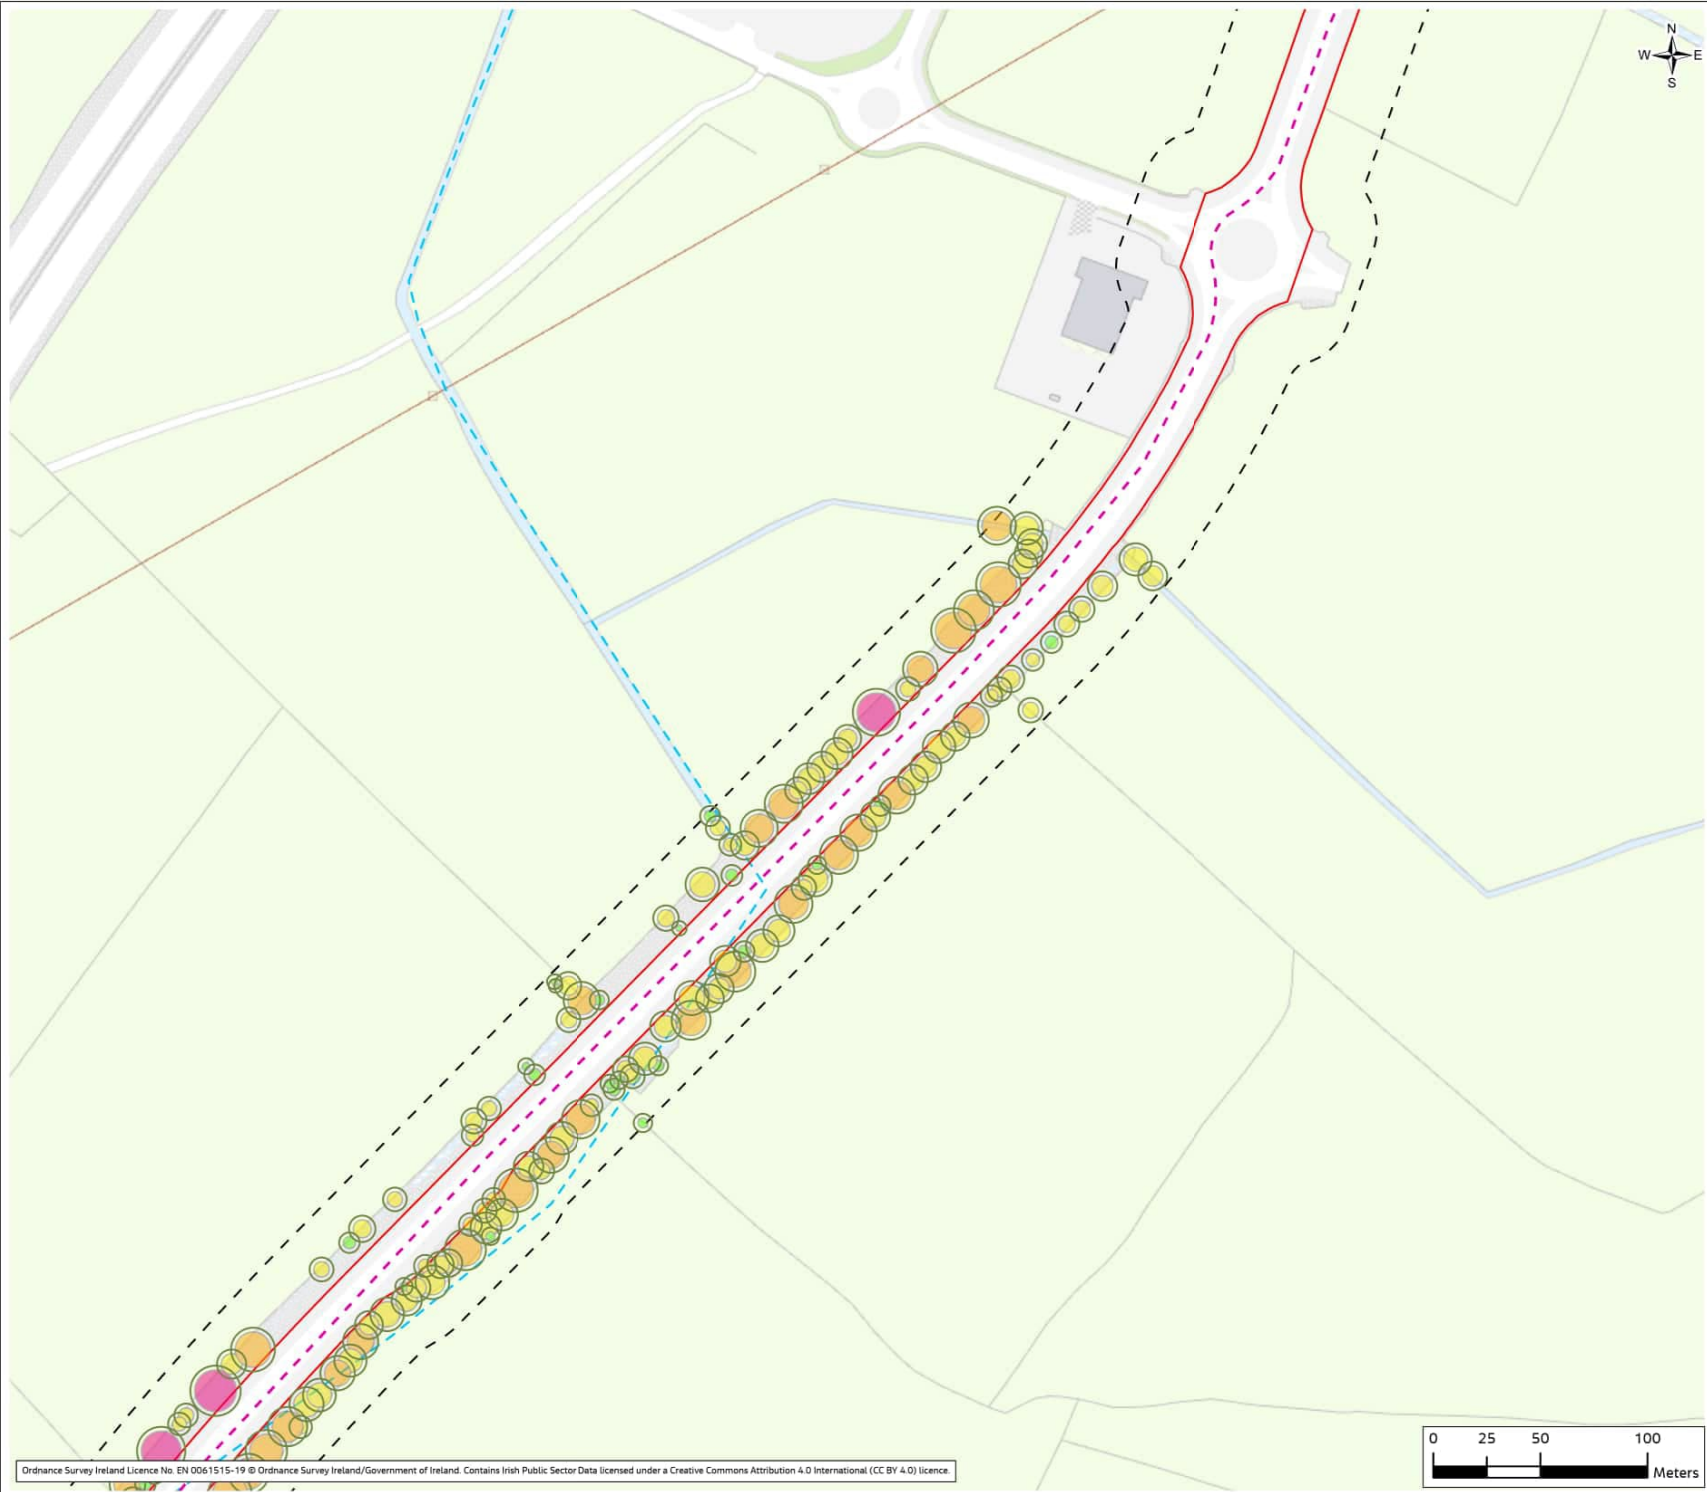 N
W E
S
0 25 50 100
Meters
Ordnance Survey Ireland Licence No. EN 0061515-19 © Ordnance Survey Ireland/Government of Ireland. Contains Irish Public Sector Data licensed under a Creative Commons Attribution 4.0 International (CC BY 4.0) licence.